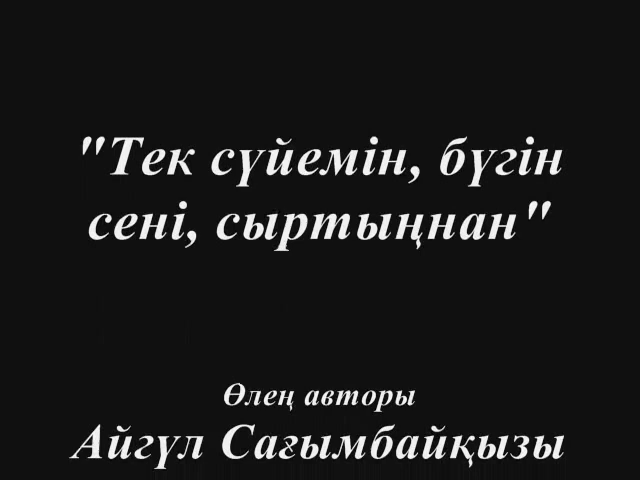 "Тек сүйемін, бүгін
сені, сыртыңнан"
Өлең авторы
Айгүл Сағымбайқызы